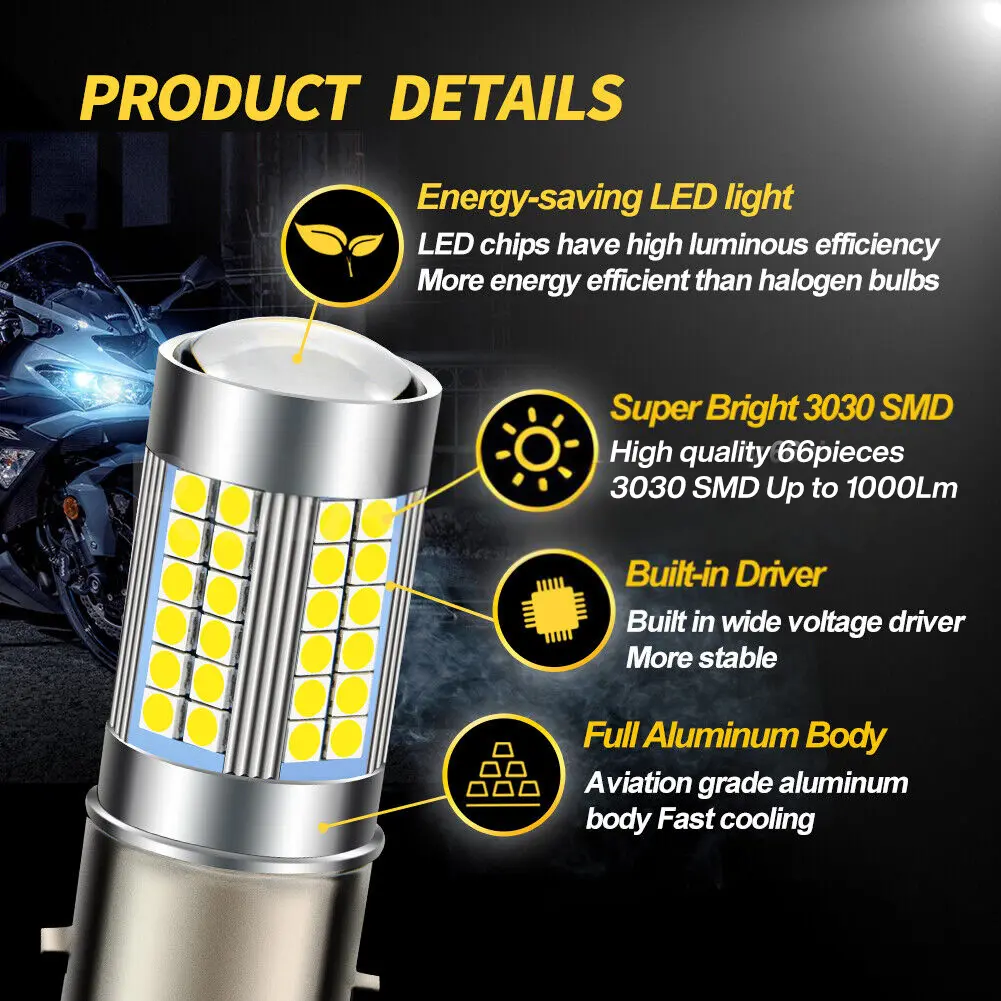 PRODUCT DETAILS
Energy-saving LED light
LED chips have high luminous efficiency
More energy efficient than halogen bulbs
Super Bright 3030 SMD
High quality 66pieces
3030 SMD Up to 1000Lm
Built-in Driver
Built in wide voltage driver
More stable
Full Aluminum Body
Aviation grade aluminum
body Fast cooling